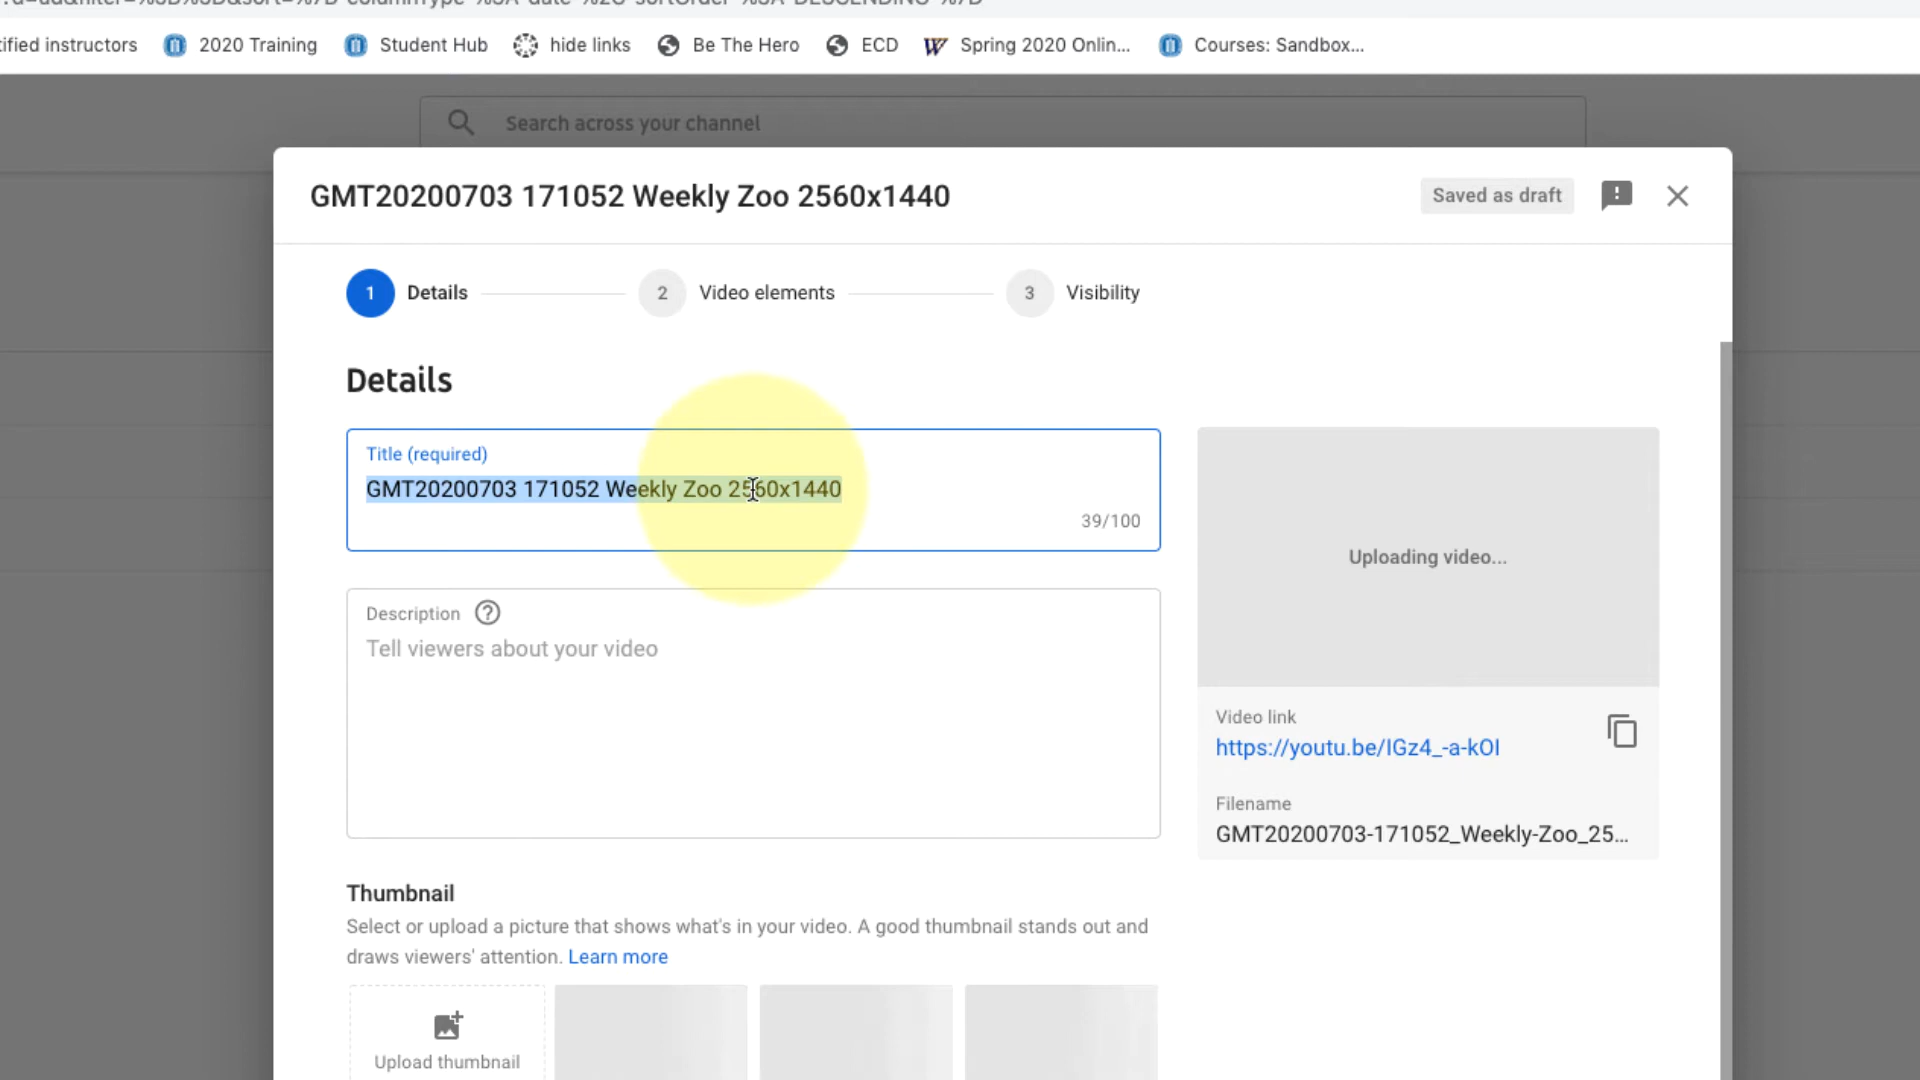 tified instructors
2020 Training
Student Hub
hide links
Be The Hero
ECD
Spring 2020 Onlin...
Courses: Sandbox...
Search across your channel
GMT20200703 171052 Weekly Zoo 2560x1440
Saved as draft
1 Details
2 Video elements
3 Visibility
Details
Title (required)
GMT20200703 171052 Weekly Zoo 2560x1440
39/100
Uploading video...
Description ?
Tell viewers about your video
Video link
https://youtu.be/IGz4_-a-kOI
Filename
GMT20200703-171052_Weekly-Zoo_25...
Thumbnail
Select or upload a picture that shows what's in your video. A good thumbnail stands out and
draws viewers' attention. Learn more
Upload thumbnail